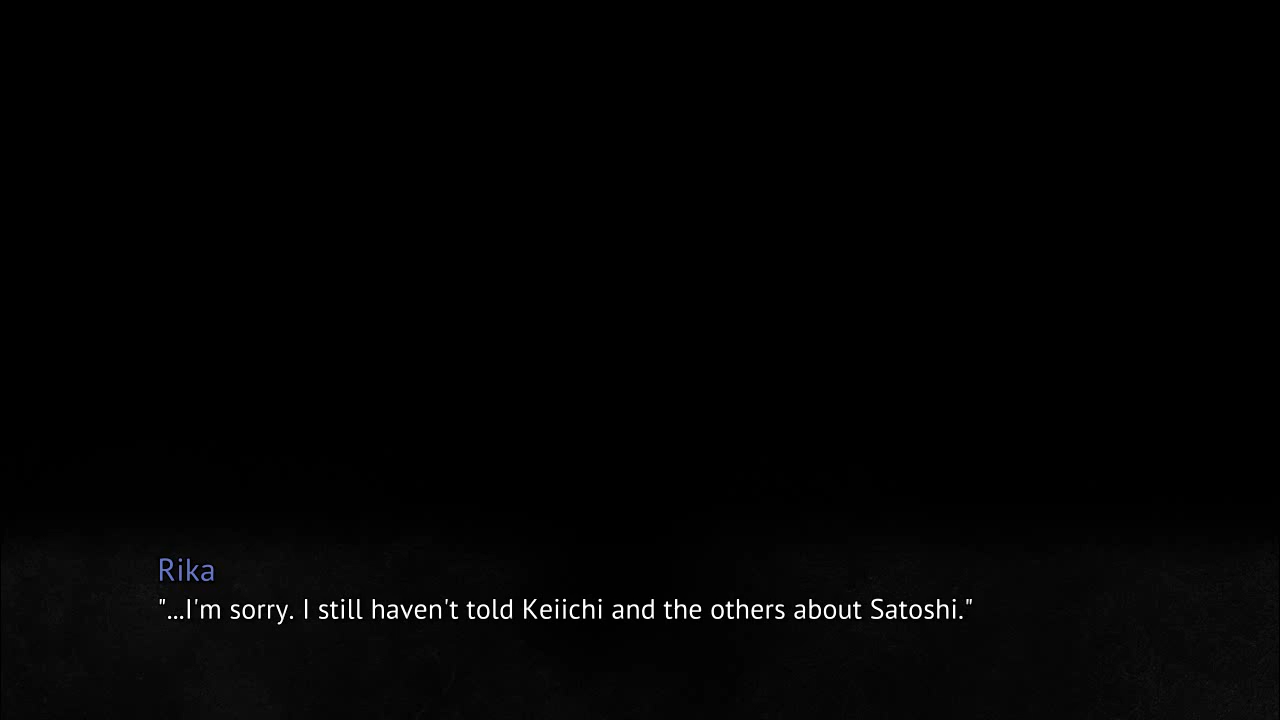 Rika
"...I'm sorry. I still haven't told Keiichi and the others about Satoshi."